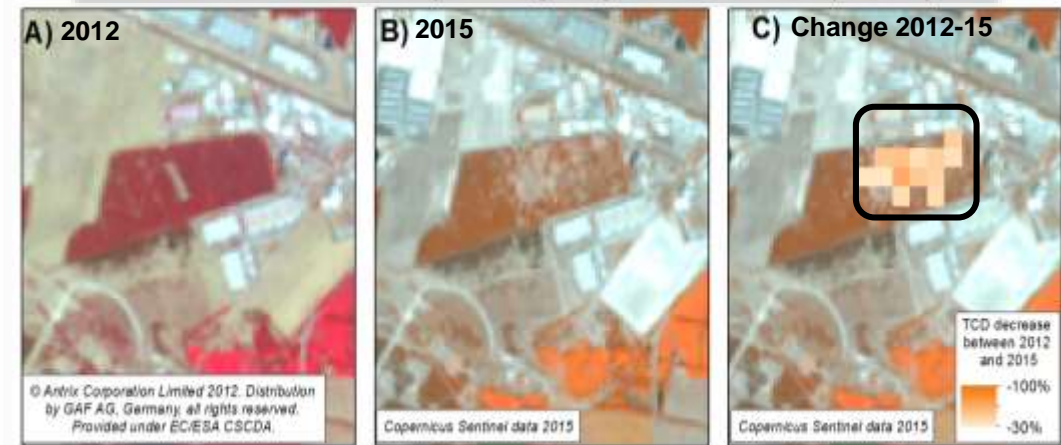 A) 2012
B) 2015
C) Change 2012-15
© Antrix Corporation Limited 2012. Distribution
by GAF AG, Germany, all rights reserved.
Provided under EC/ESA CSCDA.
Copernicus Sentinel data 2015
Copernicus Sentinel data 2015
TCD decrease
between 2012
and 2015
-100%
-30%